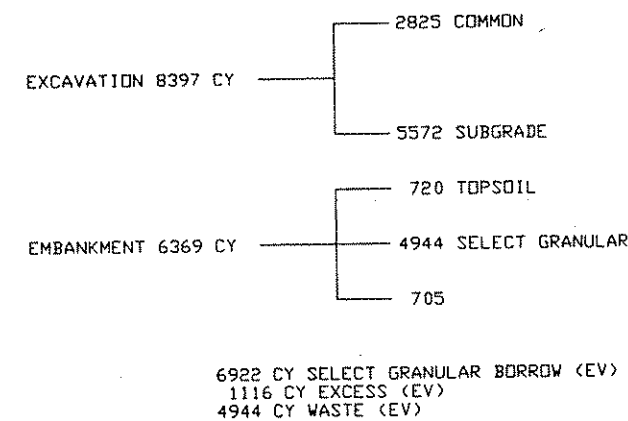 2825 COMMON
EXCAVATION 8397 CY
5572 SUBGRADE
720 TOPSOIL
EMBANKMENT 6369 CY
4944 SELECT GRANULAR
705
6922 CY SELECT GRANULAR BORROW (EV)
1116 CY EXCESS (EV)
4944 CY WASTE (EV)